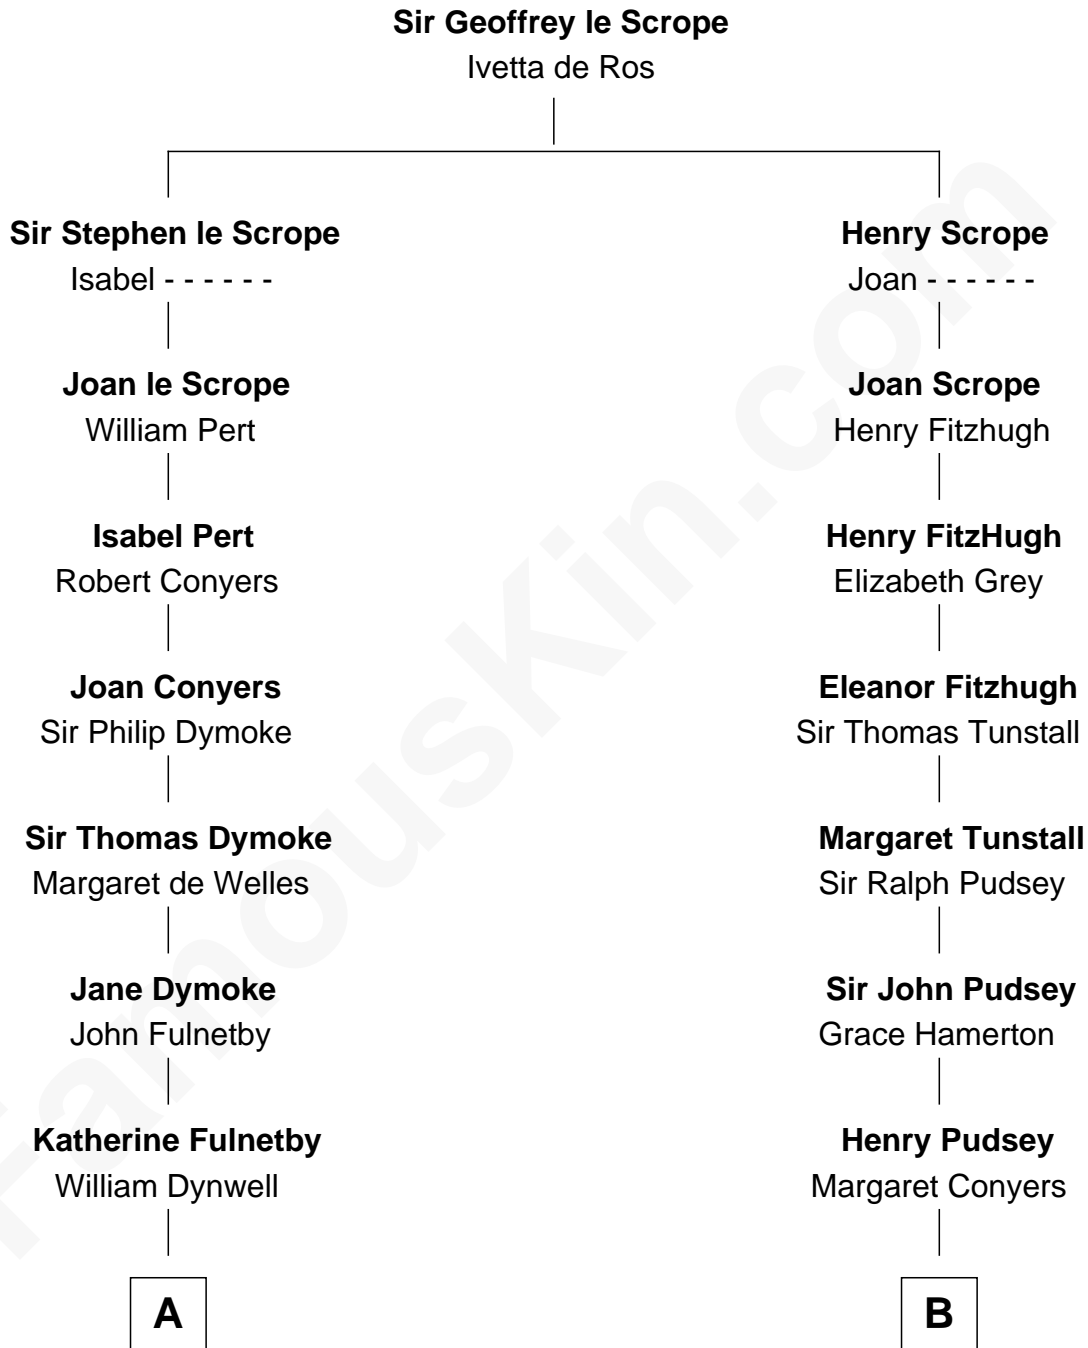 Sir Geoffrey le Scrope
Ivetta de Ros
Sir Stephen le Scrope
Isabel - - - - - -
Henry Scrope
Joan - - - - - -
Joan le Scrope
William Pert
Joan Scrope
Henry Fitzhugh
Isabel Pert
Robert Conyers
Henry FitzHugh
Elizabeth Grey
Joan Conyers
Sir Philip Dymoke
Eleanor Fitzhugh
Sir Thomas Tunstall
Sir Thomas Dymoke
Margaret de Welles
Margaret Tunstall
Sir Ralph Pudsey
Jane Dymoke
John Fulnetby
Sir John Pudsey
Grace Hamerton
Katherine Fulnetby
William Dynwell
Henry Pudsey
Margaret Conyers
A
B
FamousKin.com